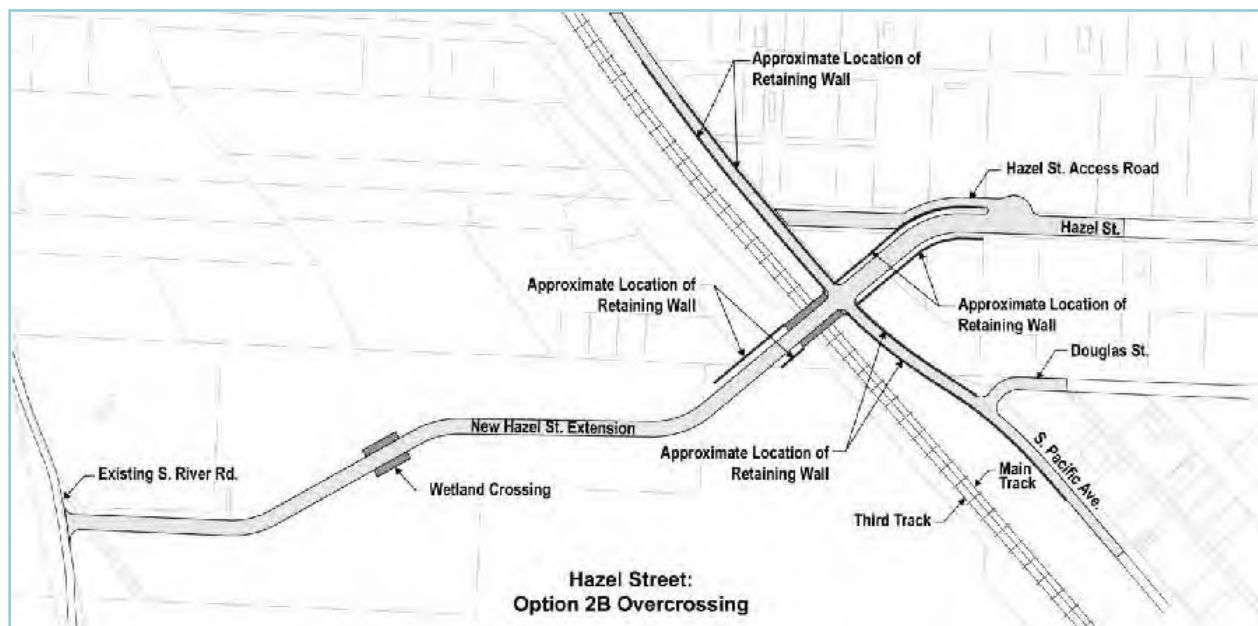 Approximate Location of
Retaining Wall
Hazel St. Access Road
Hazel St.
Approximate Location of
Retaining Wall
Approximate Location of
Retaining Wall
Douglas St.
New Hazel St. Extension
Approximate Location of
Retaining Wall
S. Pacific Ave.
Existing S. River Rd.
Wetland Crossing
Main
Track
Third Track
Hazel Street:
Option 2B Overcrossing